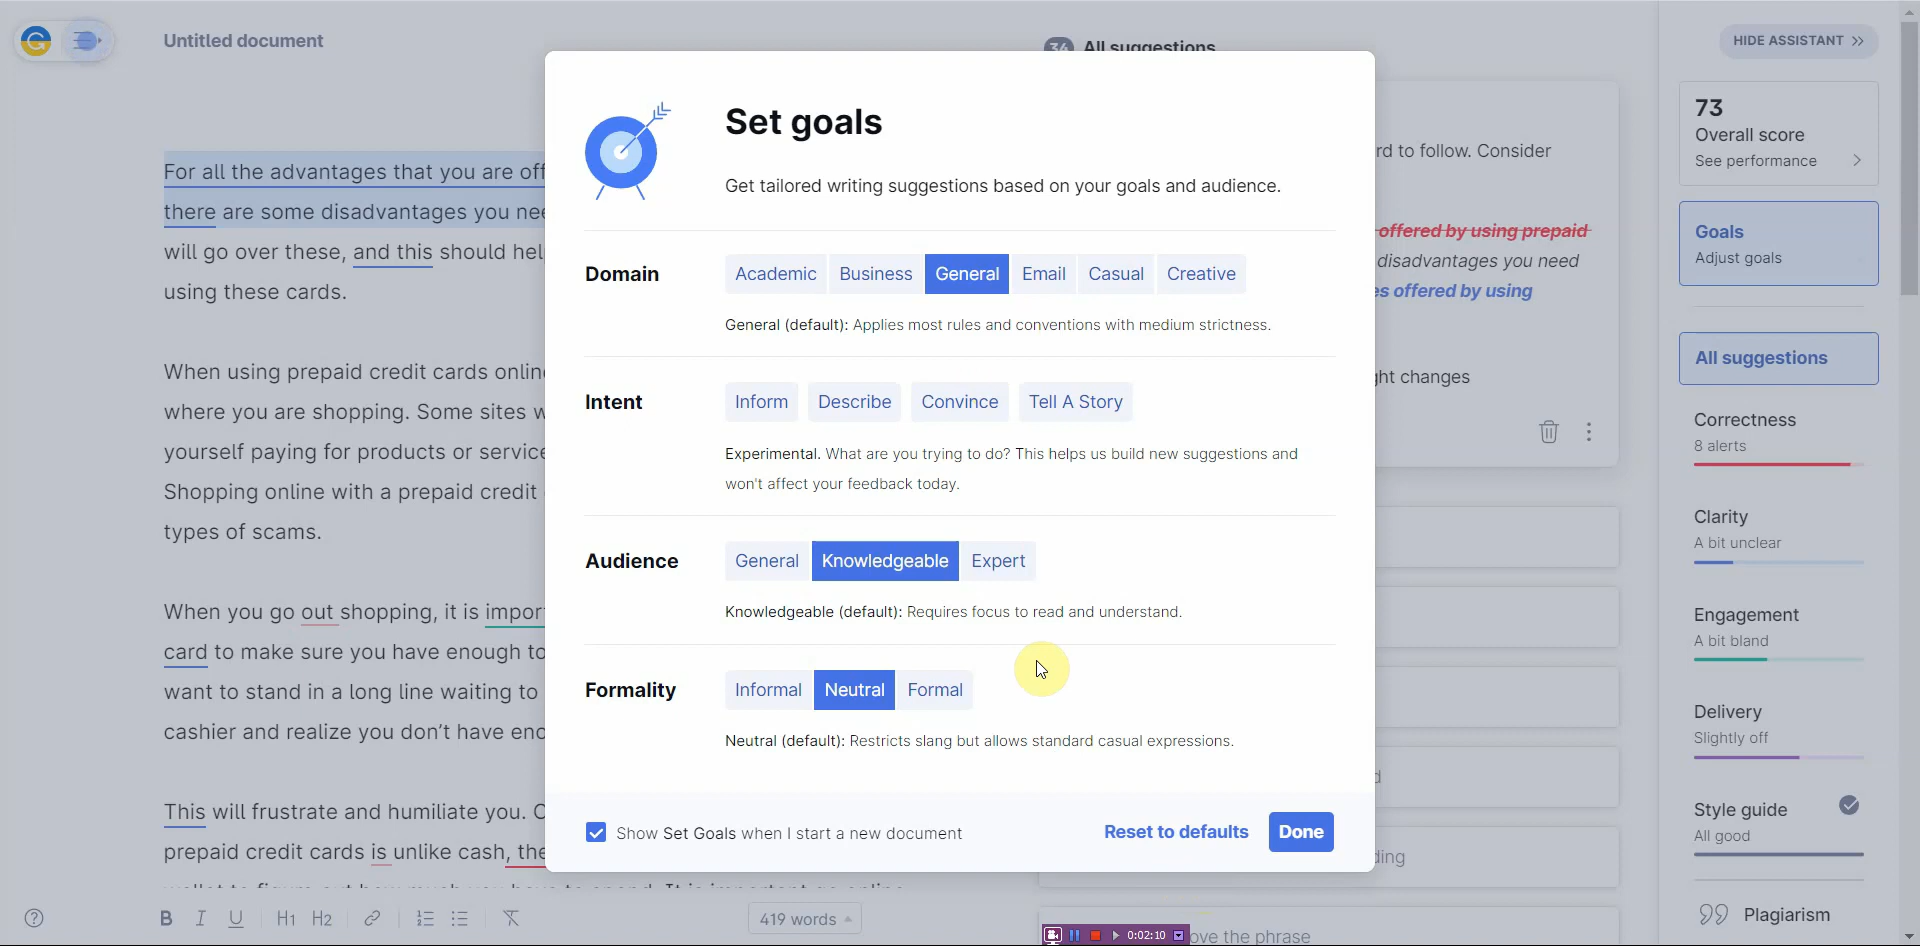 Untitled document
34 All suggestions
HIDE ASSISTANT
For all the advantages that you are off
there are some disadvantages you nee
will go over these, and this should hel
using these cards.
When using prepaid credit cards onlin
where you are shopping. Some sites w
yourself paying for products or service
Shopping online with a prepaid credit
types of scams.
When you go out shopping, it is impor
card to make sure you have enough to
want to stand in a long line waiting to
cashier and realize you don't have eno
This will frustrate and humiliate you. C
prepaid credit cards is unlike cash, the
B I U H1 H2
419 words
Set goals
Get tailored writing suggestions based on your goals and audience.
Domain Academic Business General Email Casual Creative
General (default): Applies most rules and conventions with medium strictness.
Intent Inform Describe Convince Tell A Story
Experimental. What are you trying to do? This helps us build new suggestions and
won't affect your feedback today.
Audience General Knowledgeable Expert
Knowledgeable (default): Requires focus to read and understand.
Formality Informal Neutral Formal
Neutral (default): Restricts slang but allows standard casual expressions.
Show Set Goals when I start a new document
Reset to defaults Done
rd to follow. Consider
offered by using prepaid
disadvantages you need
es offered by using
ght changes
d
ding
ove the phrase
0:02:10
73
Overall score
See performance
Goals
Adjust goals
All suggestions
Correctness
8 alerts
Clarity
A bit unclear
Engagement
A bit bland
Delivery
Slightly off
Style guide
All good
Plagiarism